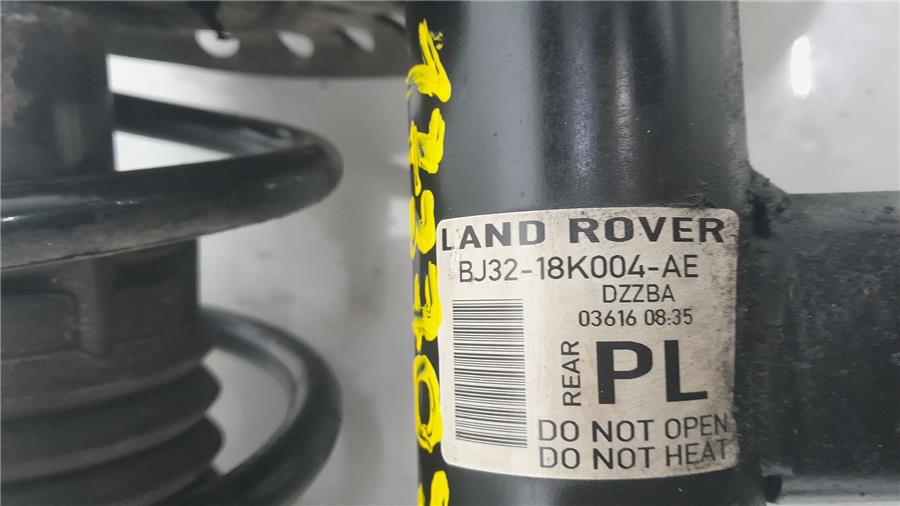 LAND ROVER
BJ32-18K004-AE
DZZBA
03616 08:35
REAR
PL
DO NOT OPEN
DO NOT HEAT